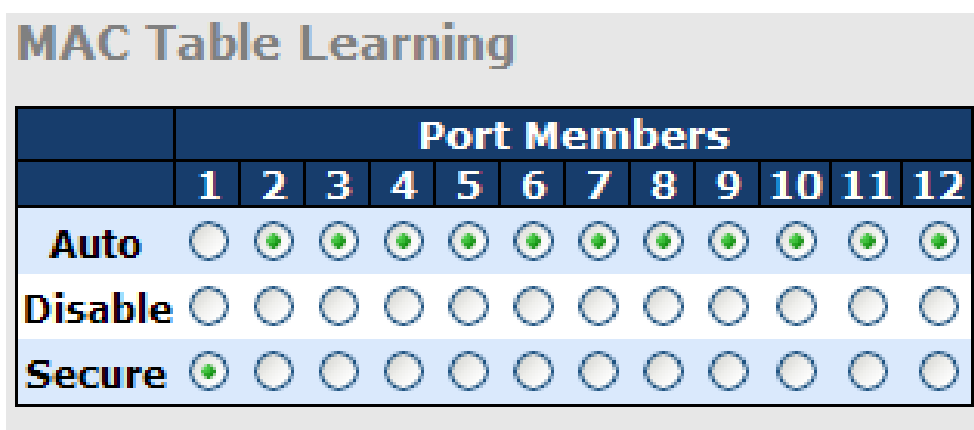 MAC Table Learning
Port Members
1 2 3 4 5 6 7 8 9 10 11 12
Auto
Disable
Secure